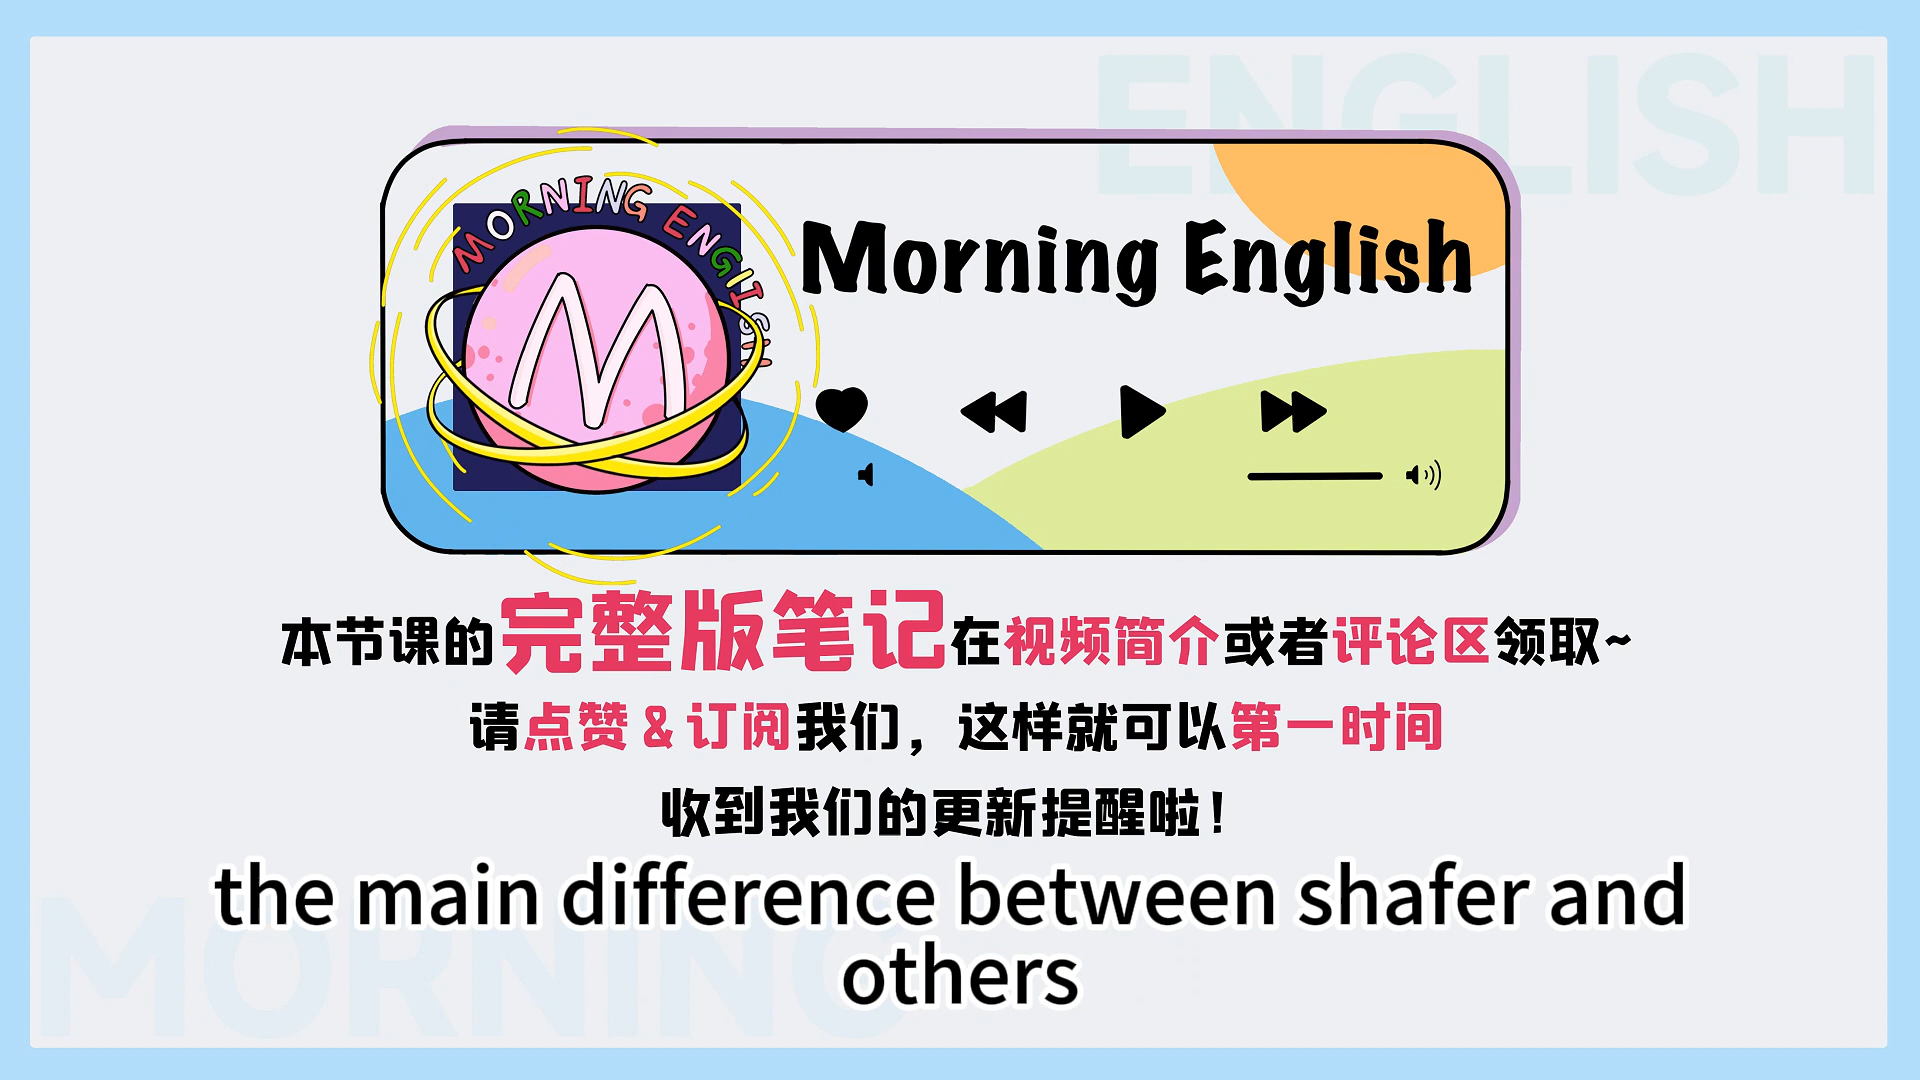 ENGLISH
MORNING ENGLISH
M
Morning English
本节课的完整版笔记在视频简介或者评论区领取~
请点赞&订阅我们，这样就可以第一时间
收到我们的更新提醒啦！
the main difference between shafer and
others
MORNING